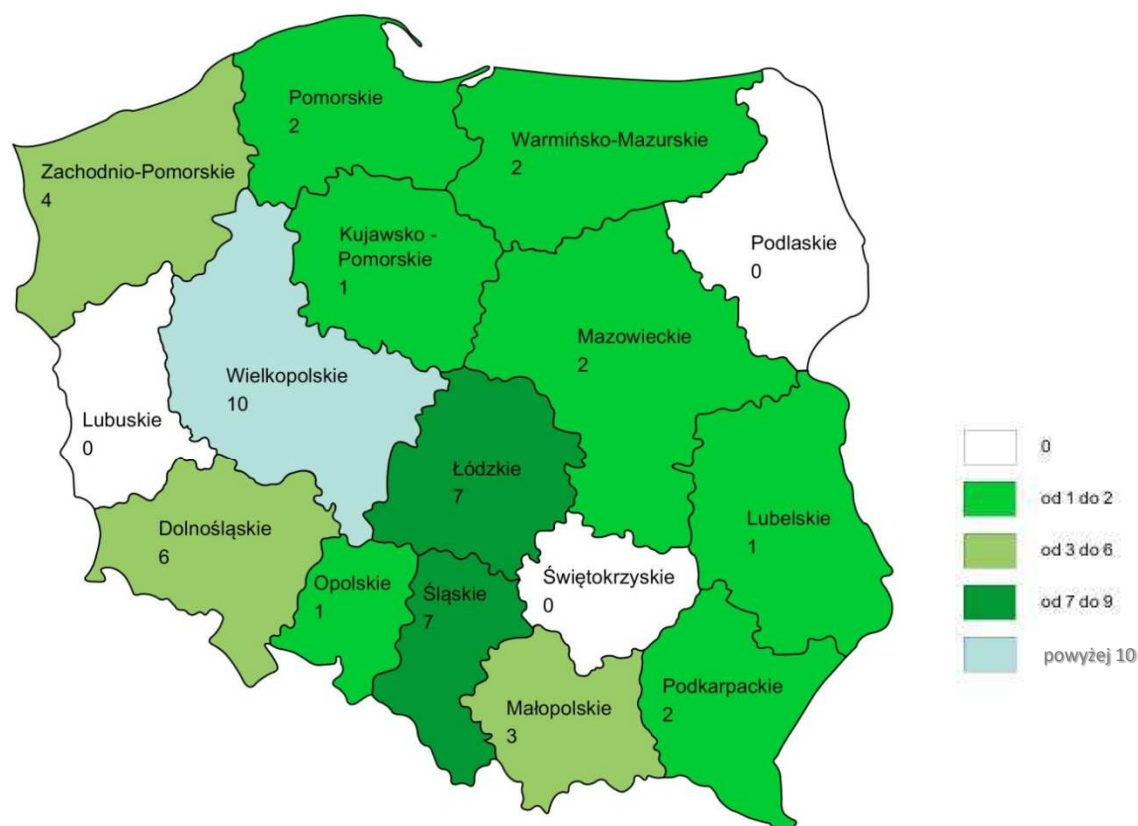 Pomorskie
2
Warmińsko-Mazurskie
2
Zachodnio-Pomorskie
4
Kujawsko -
Pomorskie
1
Podlaskie
0
Mazowieckie
2
Wielkopolskie
10
Lubuskie
0
Łódzkie
7
Dolnośląskie
6
Lubelskie
1
Opolskie
1
Śląskie
7
Świętokrzyskie
0
Małopolskie
3
Podkarpackie
2
0
od 1 do 2
od 3 do 6
od 7 do 9
powyżej 10